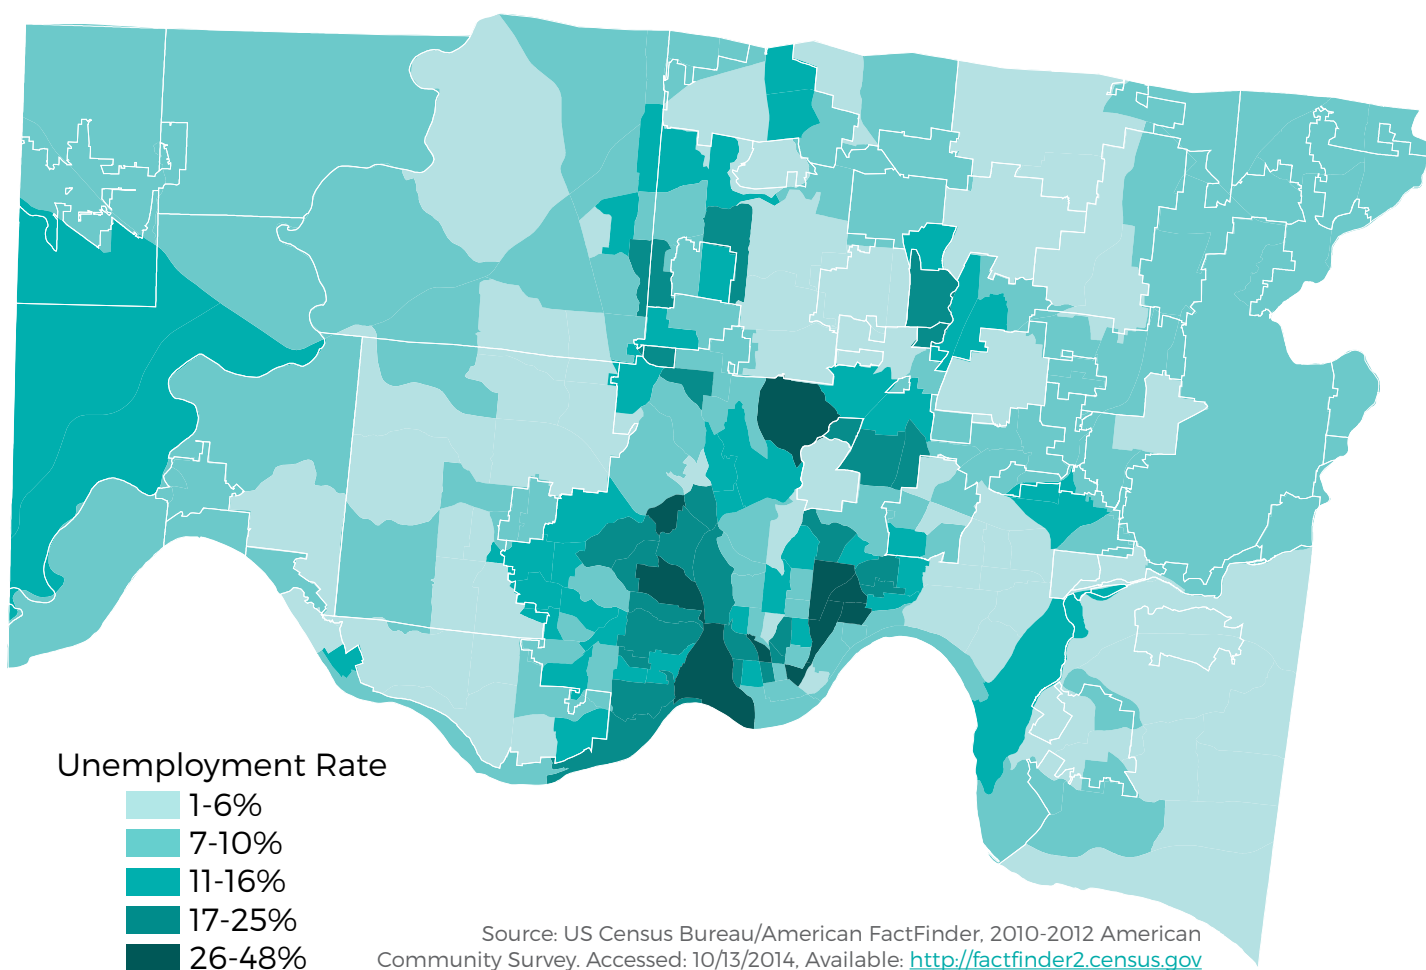 Unemployment Rate
1-6%
7-10%
11-16%
17-25%
26-48%
Source: US Census Bureau/American FactFinder, 2010-2012 American
Community Survey. Accessed: 10/13/2014, Available: http://factfinder2.census.gov